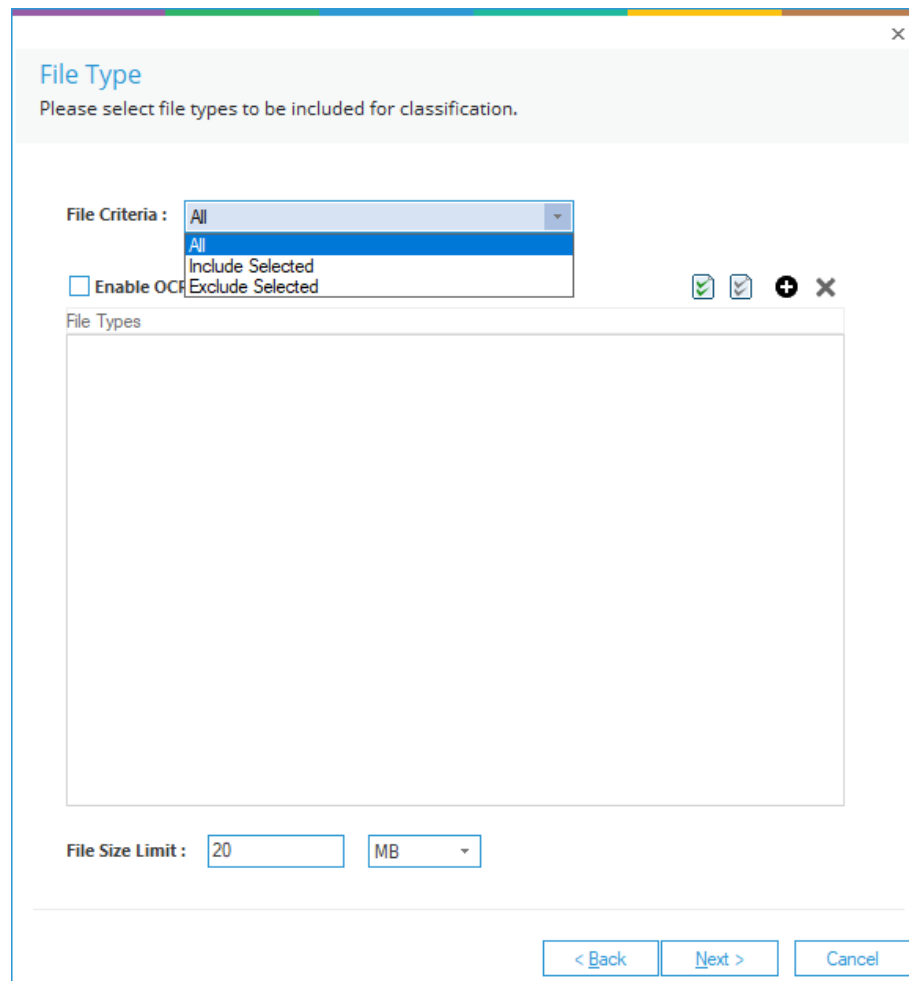 File Type
Please select file types to be included for classification.
File Criteria : All
All
Include Selected
Enable OCR Exclude Selected
File Types
File Size Limit : 20 MB
< Back Next > Cancel